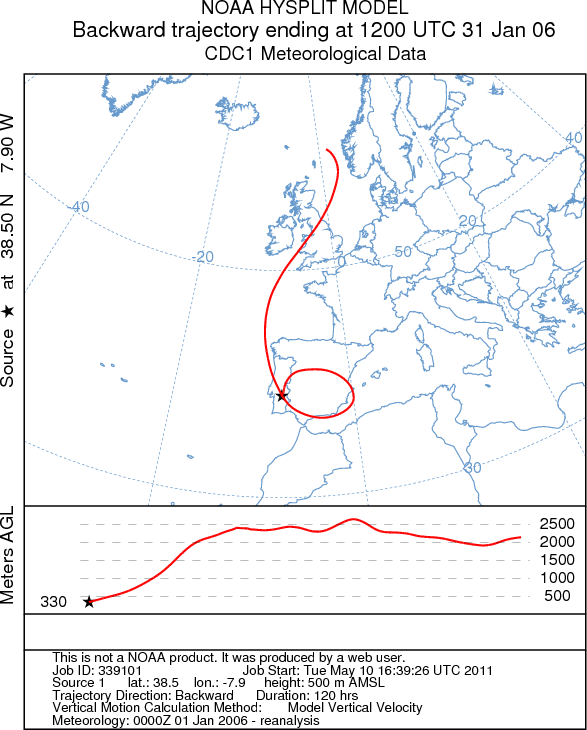 NOAA HYSPLIT MODEL
Backward trajectory ending at 1200 UTC 31 Jan 06
CDC1 Meteorological Data
Source ★ at 38.50 N 7.90 W
40
-40
20
-20
50
0
30
Meters AGL
2500
2000
1500
1000
500
330
This is not a NOAA product. It was produced by a web user.
Job ID: 339101 Job Start: Tue May 10 16:39:26 UTC 2011
Source 1 lat.: 38.5 lon.: -7.9 height: 500 m AMSL
Trajectory Direction: Backward Duration: 120 hrs
Vertical Motion Calculation Method: Model Vertical Velocity
Meteorology: 0000Z 01 Jan 2006 - reanalysis